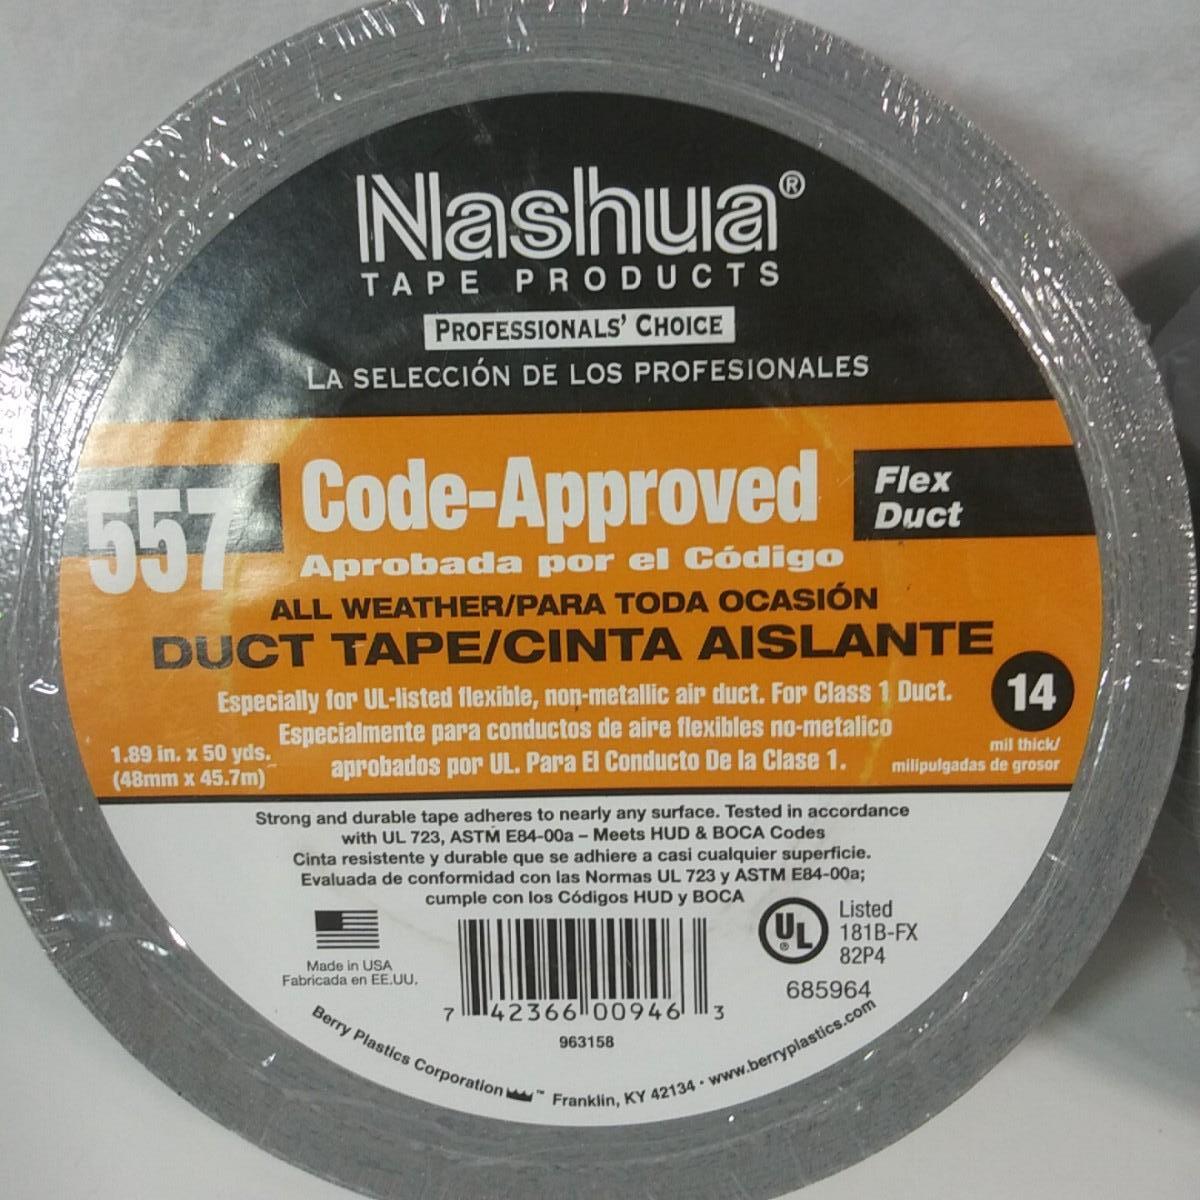 Nashua®
TAPE PRODUCTS
PROFESSIONALS' CHOICE
LA SELECCIÓN DE LOS PROFESIONALES
557
Code-Approved
Flex
Duct
Aprobada por el Código
ALL WEATHER/PARA TODA OCASIÓN
DUCT TAPE/CINTA AISLANTE
Especially for UL-listed flexible, non-metallic air duct. For Class 1 Duct.
Especialmente para conductos de aire flexibles no-metalico
aprobados por UL. Para El Conducto De la Clase 1.
1.89 in. x 50 yds.
(48mm x 45.7m)
14
mil thick/
milipulgadas de grosor
Strong and durable tape adheres to nearly any surface. Tested in accordance
with UL 723, ASTM E84-00a – Meets HUD & BOCA Codes
Cinta resistente y durable que se adhiere a casi cualquier superficie.
Evaluada de conformidad con las Normas UL 723 y ASTM E84-00a;
cumple con los Códigos HUD y BOCA
Made in USA
Fabricada en EE.UU.
7 42366 00946 3
963158
UL®
Listed
181B-FX
82P4
685964
Berry Plastics Corporation ™ Franklin, KY 42134 • www.berryplastics.com